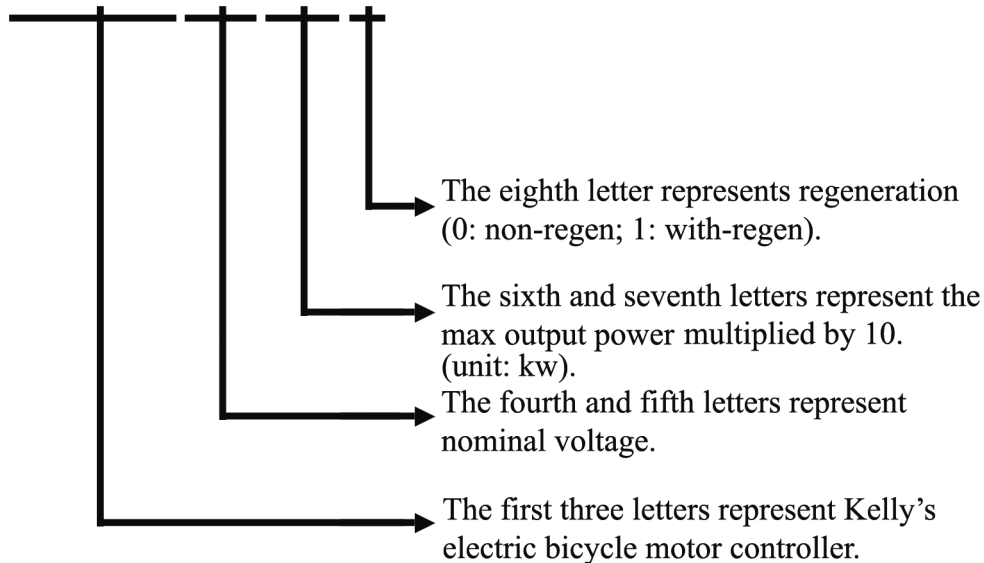 The eighth letter represents regeneration
(0: non-regen; 1: with-regen).
The sixth and seventh letters represent the
max output power multiplied by 10.
(unit: kw).
The fourth and fifth letters represent
nominal voltage.
The first three letters represent Kelly’s
electric bicycle motor controller.